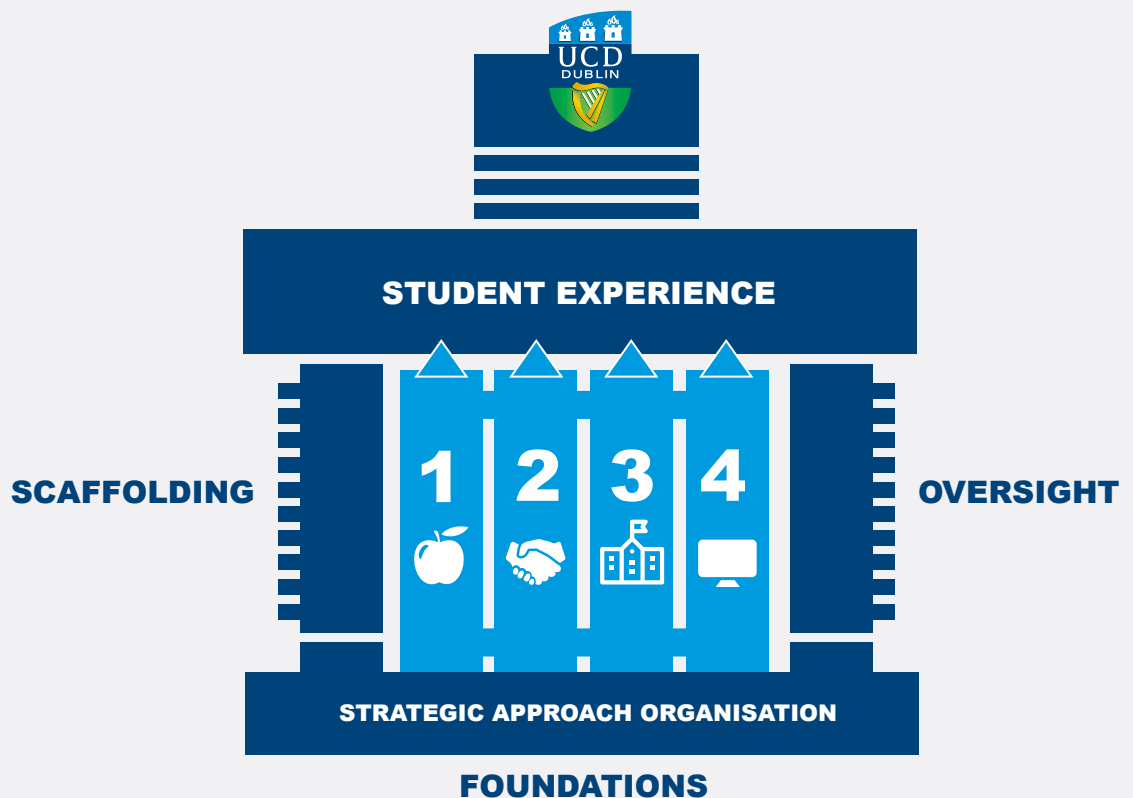 UCD
DUBLIN
STUDENT EXPERIENCE
SCAFFOLDING
1 2 3 4
OVERSIGHT
STRATEGIC APPROACH ORGANISATION
FOUNDATIONS